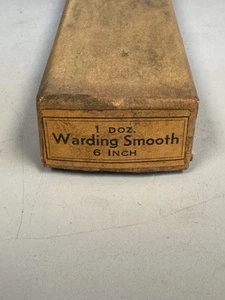 1 DOZ.
Warding Smooth
6 INCH